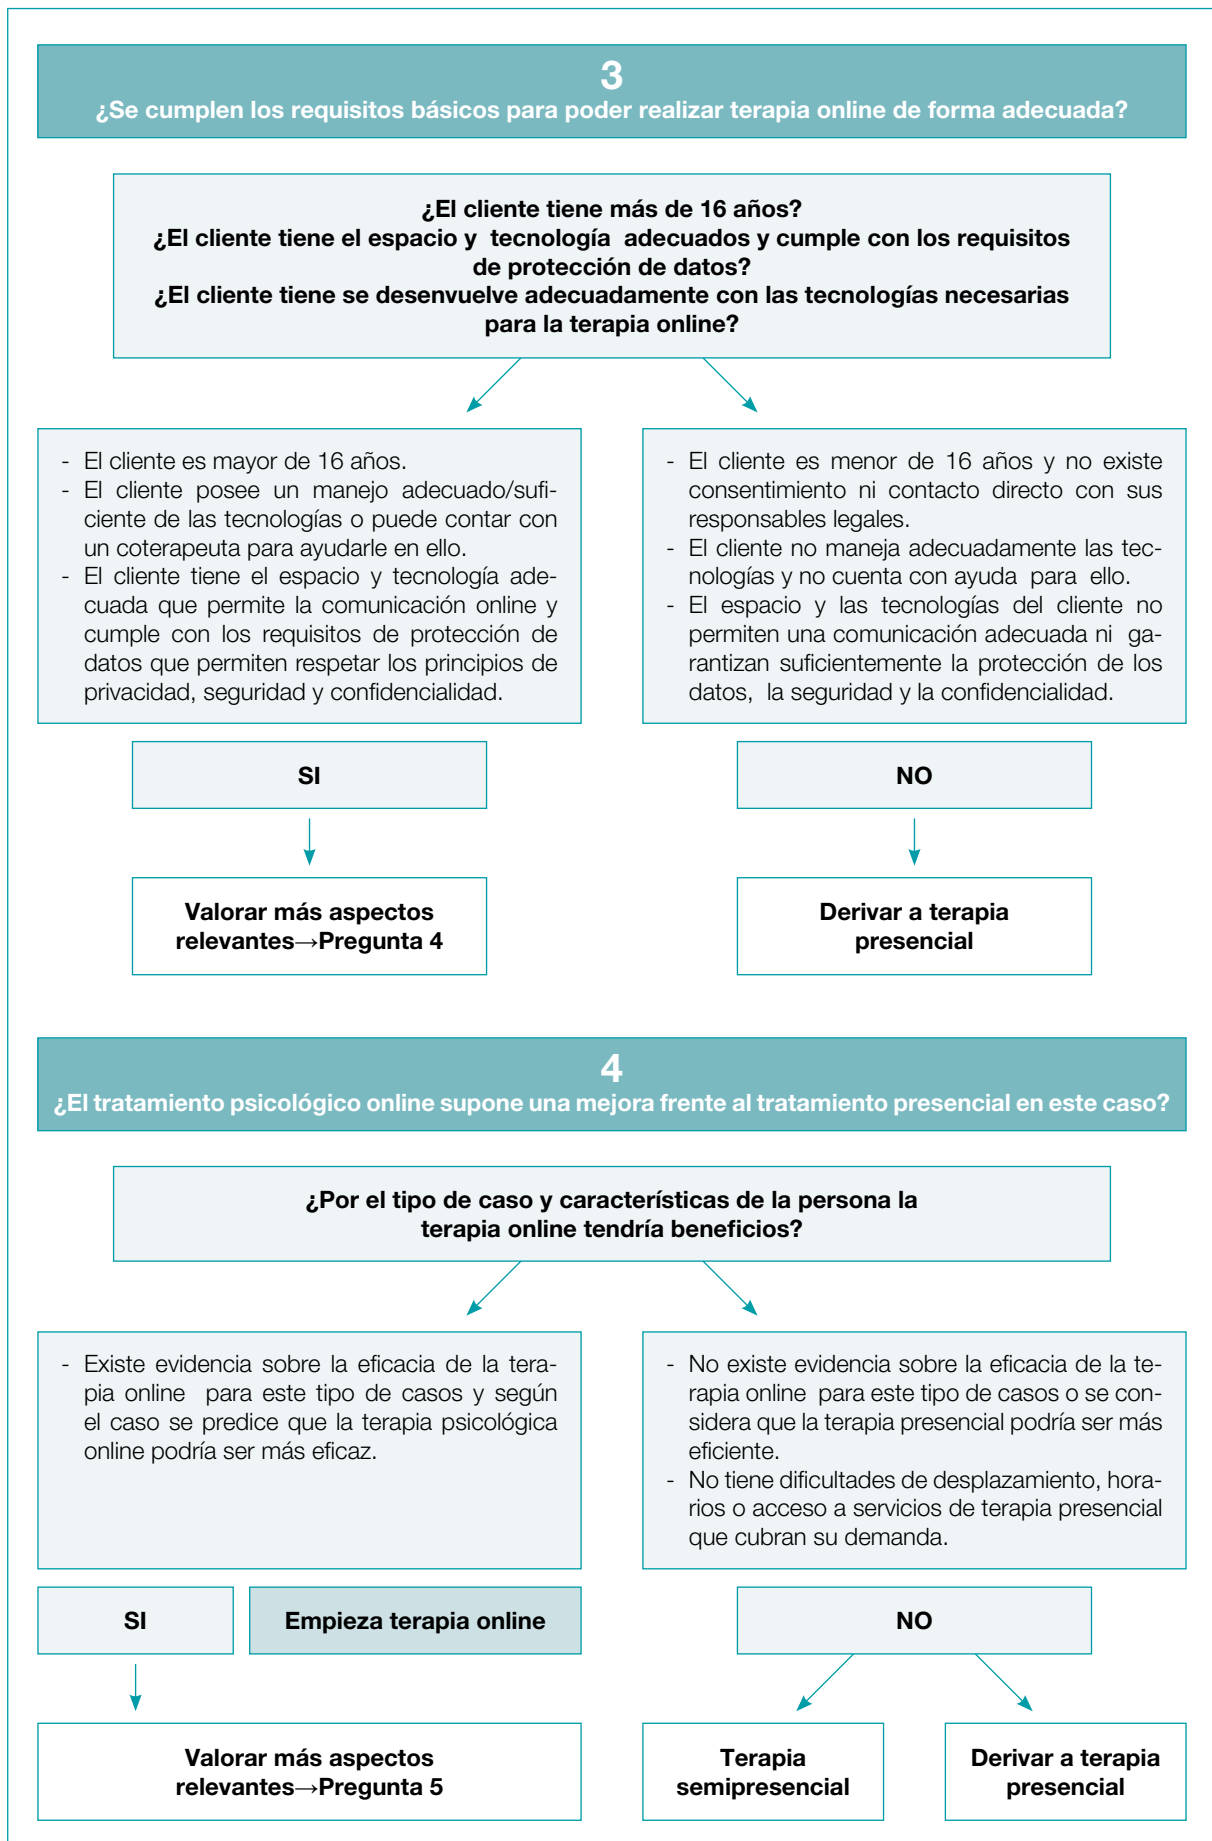 3
¿Se cumplen los requisitos básicos para poder realizar terapia online de forma adecuada?
¿El cliente tiene más de 16 años?
¿El cliente tiene el espacio y tecnología adecuados y cumple con los requisitos
de protección de datos?
¿El cliente tiene se desenvuelve adecuadamente con las tecnologías necesarias
para la terapia online?
- El cliente es mayor de 16 años.
- El cliente posee un manejo adecuado/sufi-
ciente de las tecnologías o puede contar con
un coterapeuta para ayudarle en ello.
- El cliente tiene el espacio y tecnología ade-
cuada que permite la comunicación online y
cumple con los requisitos de protección de
datos que permiten respetar los principios de
privacidad, seguridad y confidencialidad.
- El cliente es menor de 16 años y no existe
consentimiento ni contacto directo con sus
responsables legales.
- El cliente no maneja adecuadamente las tec-
nologías y no cuenta con ayuda para ello.
- El espacio y las tecnologías del cliente no
permiten una comunicación adecuada ni ga-
rantizan suficientemente la protección de los
datos, la seguridad y la confidencialidad.
SI
NO
Valorar más aspectos
relevantes→Pregunta 4
Derivar a terapia
presencial
4
¿El tratamiento psicológico online supone una mejora frente al tratamiento presencial en este caso?
¿Por el tipo de caso y características de la persona la
terapia online tendría beneficios?
- Existe evidencia sobre la eficacia de la tera-
pia online para este tipo de casos y según
el caso se predice que la terapia psicológica
online podría ser más eficaz.
- No existe evidencia sobre la eficacia de la te-
rapia online para este tipo de casos o se con-
sidera que la terapia presencial podría ser más
eficiente.
- No tiene dificultades de desplazamiento, hora-
rios o acceso a servicios de terapia presencial
que cubran su demanda.
SI
Empieza terapia online
NO
Valorar más aspectos
relevantes→Pregunta 5
Terapia
semipresencial
Derivar a terapia
presencial